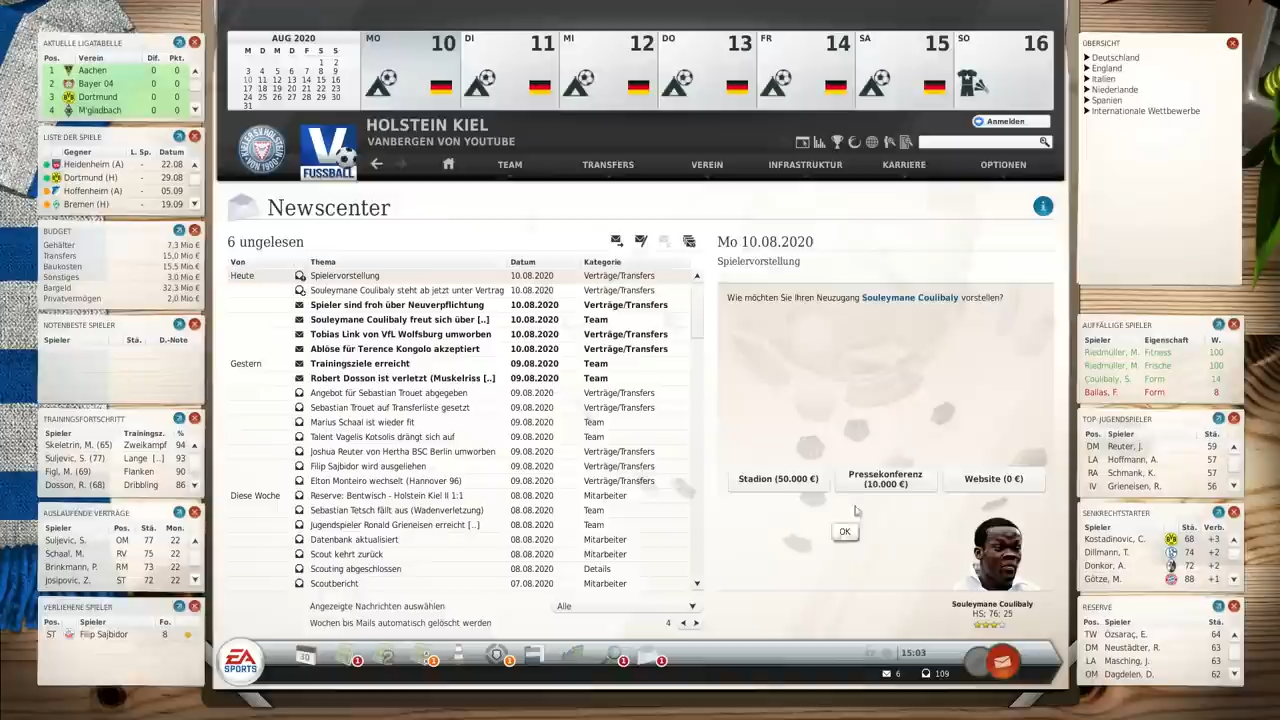 AKTUELLE LIGATABELLE
Pos. Verein Dif. Pkt.
1 Aachen 0 0
2 Bayer 04 0 0
3 Dortmund 0 0
4 M'gladbach 0 0
LISTE DER SPIELE
Gegner L. Sp. Datum
Heidenheim (A) - 22.08
Dortmund (H) - 29.08
Hoffenheim (A) - 05.09
Bremen (H) - 19.09
BUDGET
Gehälter 7,3 Mio €
Transfers 15,0 Mio €
Baukosten 15,5 Mio €
Sonstiges 3,0 Mio €
Bargeld 32,3 Mio €
Privatvermögen 2,0 Mio €
NOTENBESTE SPIELER
Spieler Stä. D.-Note
TRAININGSFORTSCHRITT
Spieler Trainingsz. %
Skeletrin, M. (65) Zweikampf 94
Suljevic, S. (77) Lange [..] 93
Figl, M. (69) Flanken 90
Dosson, R. (68) Dribbling 86
AUSLAUFENDE VERTRÄGE
Spieler Pos. Stä. Mon.
Suljevic, S. OM 77 22
Schaal, M. RV 75 22
Brinkmann, P. RM 73 22
Josipovic, Z. ST 72 22
VERLIEHENE SPIELER
Pos. Spieler Fo.
ST Filip Sajbidor 8
AUG 2020
M D M D F S S
1 2
3 4 5 6 7 8 9
10 11 12 13 14 15 16
17 18 19 20 21 22 23
24 25 26 27 28 29 30
31
MO 10
DI 11
MI 12
DO 13
FR 14
SA 15
SO 16
HOLSTEIN KIEL
VANBERGEN VON YOUTUBE
V
FUSSBALL
Anmelden
TEAM TRANSFERS VEREIN INFRASTRUKTUR KARRIERE OPTIONEN
Newscenter
6 ungelesen
Von Thema Datum Kategorie
Heute Spielervorstellung 10.08.2020 Verträge/Transfers
Souleymane Coulibaly steht ab jetzt unter Vertrag 10.08.2020 Verträge/Transfers
Spieler sind froh über Neuverpflichtung 10.08.2020 Verträge/Transfers
Souleymane Coulibaly freut sich über [..] 10.08.2020 Team
Tobias Link von VfL Wolfsburg umworben 10.08.2020 Verträge/Transfers
Ablöse für Terence Kongolo akzeptiert 10.08.2020 Verträge/Transfers
Gestern Trainingsziele erreicht 09.08.2020 Team
Robert Dosson ist verletzt (Muskelriss [..] 09.08.2020 Team
Angebot für Sebastian Trouet abgegeben 09.08.2020 Verträge/Transfers
Sebastian Trouet auf Transferliste gesetzt 09.08.2020 Verträge/Transfers
Marius Schaal ist wieder fit 09.08.2020 Team
Talent Vagelis Kotsolis drängt sich auf 09.08.2020 Team
Joshua Reuter von Hertha BSC Berlin umworben 09.08.2020 Verträge/Transfers
Filip Sajbidor wird ausgeliehen 09.08.2020 Verträge/Transfers
Elton Monteiro wechselt (Hannover 96) 09.08.2020 Verträge/Transfers
Diese Woche Reserve: Bentwisch - Holstein Kiel II 1:1 08.08.2020 Mitarbeiter
Sebastian Tetsch fällt aus (Wadenverletzung) 08.08.2020 Team
Jugendspieler Ronald Grieneisen erreicht [..] 08.08.2020 Team
Datenbank aktualisiert 08.08.2020 Mitarbeiter
Scout kehrt zurück 08.08.2020 Mitarbeiter
Scouting abgeschlossen 08.08.2020 Details
Scoutbericht 07.08.2020 Mitarbeiter
Angezeigte Nachrichten auswählen Alle
Wochen bis Mails automatisch gelöscht werden 4
Mo 10.08.2020
Spielervorstellung
Wie möchten Sie Ihren Neuzugang Souleymane Coulibaly vorstellen?
Stadion (50.000 €)
Pressekonferenz
(10.000 €)
Website (0 €)
OK
Souleymane Coulibaly
HS; 76; 25
EA
SPORTS
30
1
1
1
1
1
15:03
6 109
ÜBERSICHT
Deutschland
England
Italien
Niederlande
Spanien
Internationale Wettbewerbe
AUFFÄLLIGE SPIELER
Spieler Eigenschaft W.
Riedmüller, M. Fitness 100
Riedmüller, M. Frische 100
Coulibaly, S. Form 14
Ballas, F. Form 8
TOP-JUGENDSPIELER
Pos. Spieler Stä.
DM Reuter, J. 59
LA Hoffmann, A. 57
RA Schmank, K. 57
IV Grieneisen, R. 56
SENKRECHTSTARTER
Spieler Stä. Verb.
Kostadinovic, C. 68 +3
Dillmann, T. 74 +2
Donkor, A. 72 +2
Götze, M. 88 +1
RESERVE
Pos. Spieler Stä.
TW Özsaraç, E. 64
DM Neustädter, R. 63
LA Masching, J. 63
OM Dagdelen, D. 62